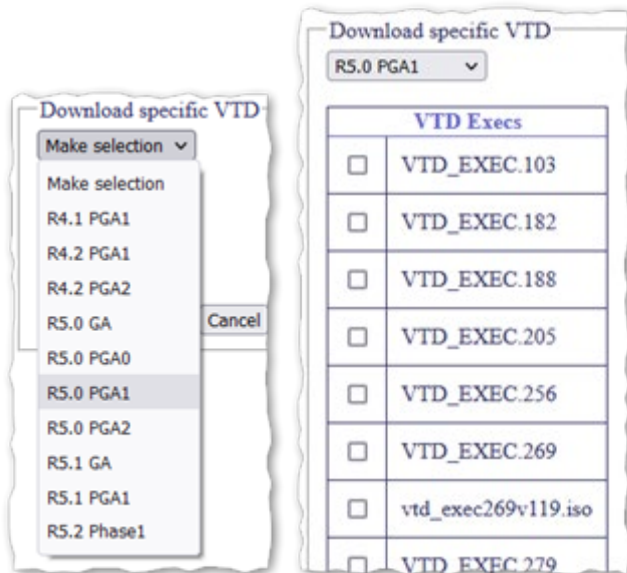 Download specific VTD
Make selection
Make selection
R4.1 PGA1
R4.2 PGA1
R4.2 PGA2
R5.0 GA
R5.0 PGA0
R5.0 PGA1
R5.0 PGA2
R5.1 GA
R5.1 PGA1
R5.2 Phase1
Cancel
Download specific VTD
R5.0 PGA1
VTD Execs
VTD_EXEC.103
VTD_EXEC.182
VTD_EXEC.188
VTD_EXEC.205
VTD_EXEC.256
VTD_EXEC.269
vtd_exec269v119.iso
VTD_EXEC.279